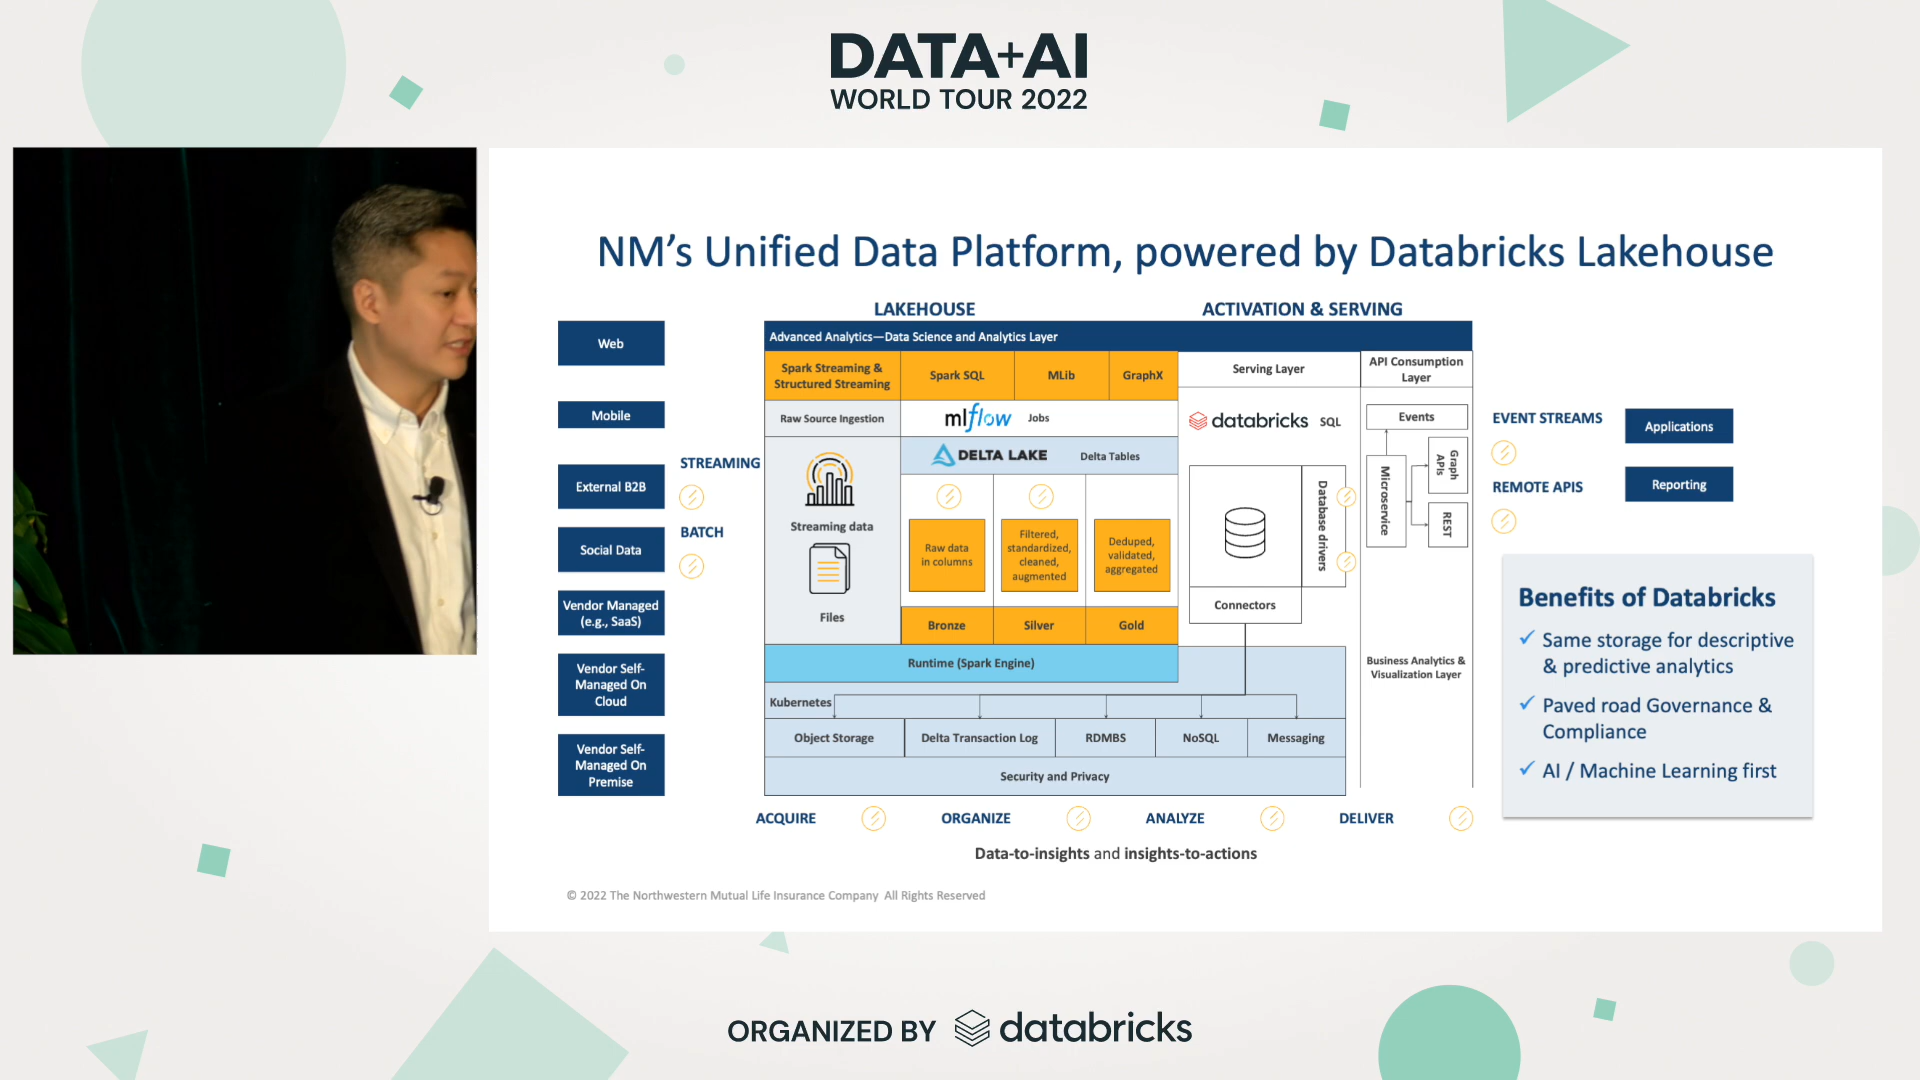 DATA+AI
WORLD TOUR 2022
NM's Unified Data Platform, powered by Databricks Lakehouse
LAKEHOUSE
ACTIVATION & SERVING
Web
Mobile
External B2B
Social Data
Vendor Managed
(e.g., SaaS)
Vendor Self-
Managed On
Cloud
Vendor Self-
Managed On
Premise
STREAMING
BATCH
Advanced Analytics—Data Science and Analytics Layer
Spark Streaming &
Structured Streaming
Spark SQL
MLib
GraphX
Raw Source Ingestion
mlflow Jobs
DELTA LAKE Delta Tables
Streaming data
Files
Raw data
in columns
Filtered,
standardized,
cleaned,
augmented
Deduped,
validated,
aggregated
Bronze
Silver
Gold
Runtime (Spark Engine)
Kubernetes
Object Storage
Delta Transaction Log
RDMBS
NoSQL
Messaging
Security and Privacy
Serving Layer
databricks SQL
Database drivers
Connectors
API Consumption
Layer
Events
Microservice
Graph
APIs
REST
Business Analytics &
Visualization Layer
EVENT STREAMS
REMOTE APIS
Applications
Reporting
Benefits of Databricks
✓ Same storage for descriptive
& predictive analytics
✓ Paved road Governance &
Compliance
✓ AI / Machine Learning first
ACQUIRE
ORGANIZE
ANALYZE
DELIVER
Data-to-insights and insights-to-actions
© 2022 The Northwestern Mutual Life Insurance Company All Rights Reserved
ORGANIZED BY databricks